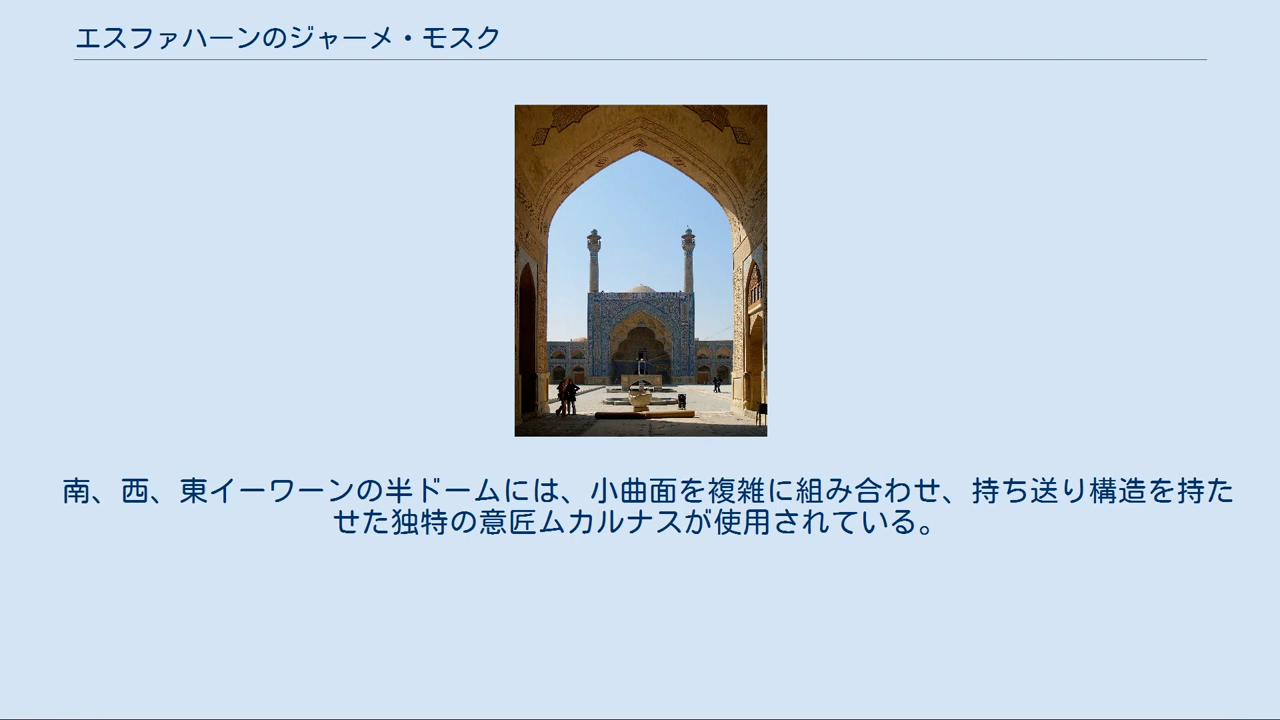 エスファハーンのジャーメ・モスク
南、西、東イーワーンの半ドームには、小曲面を複雑に組み合わせ、持ち送り構造を持た
せた独特の意匠ムカルナスが使用されている。